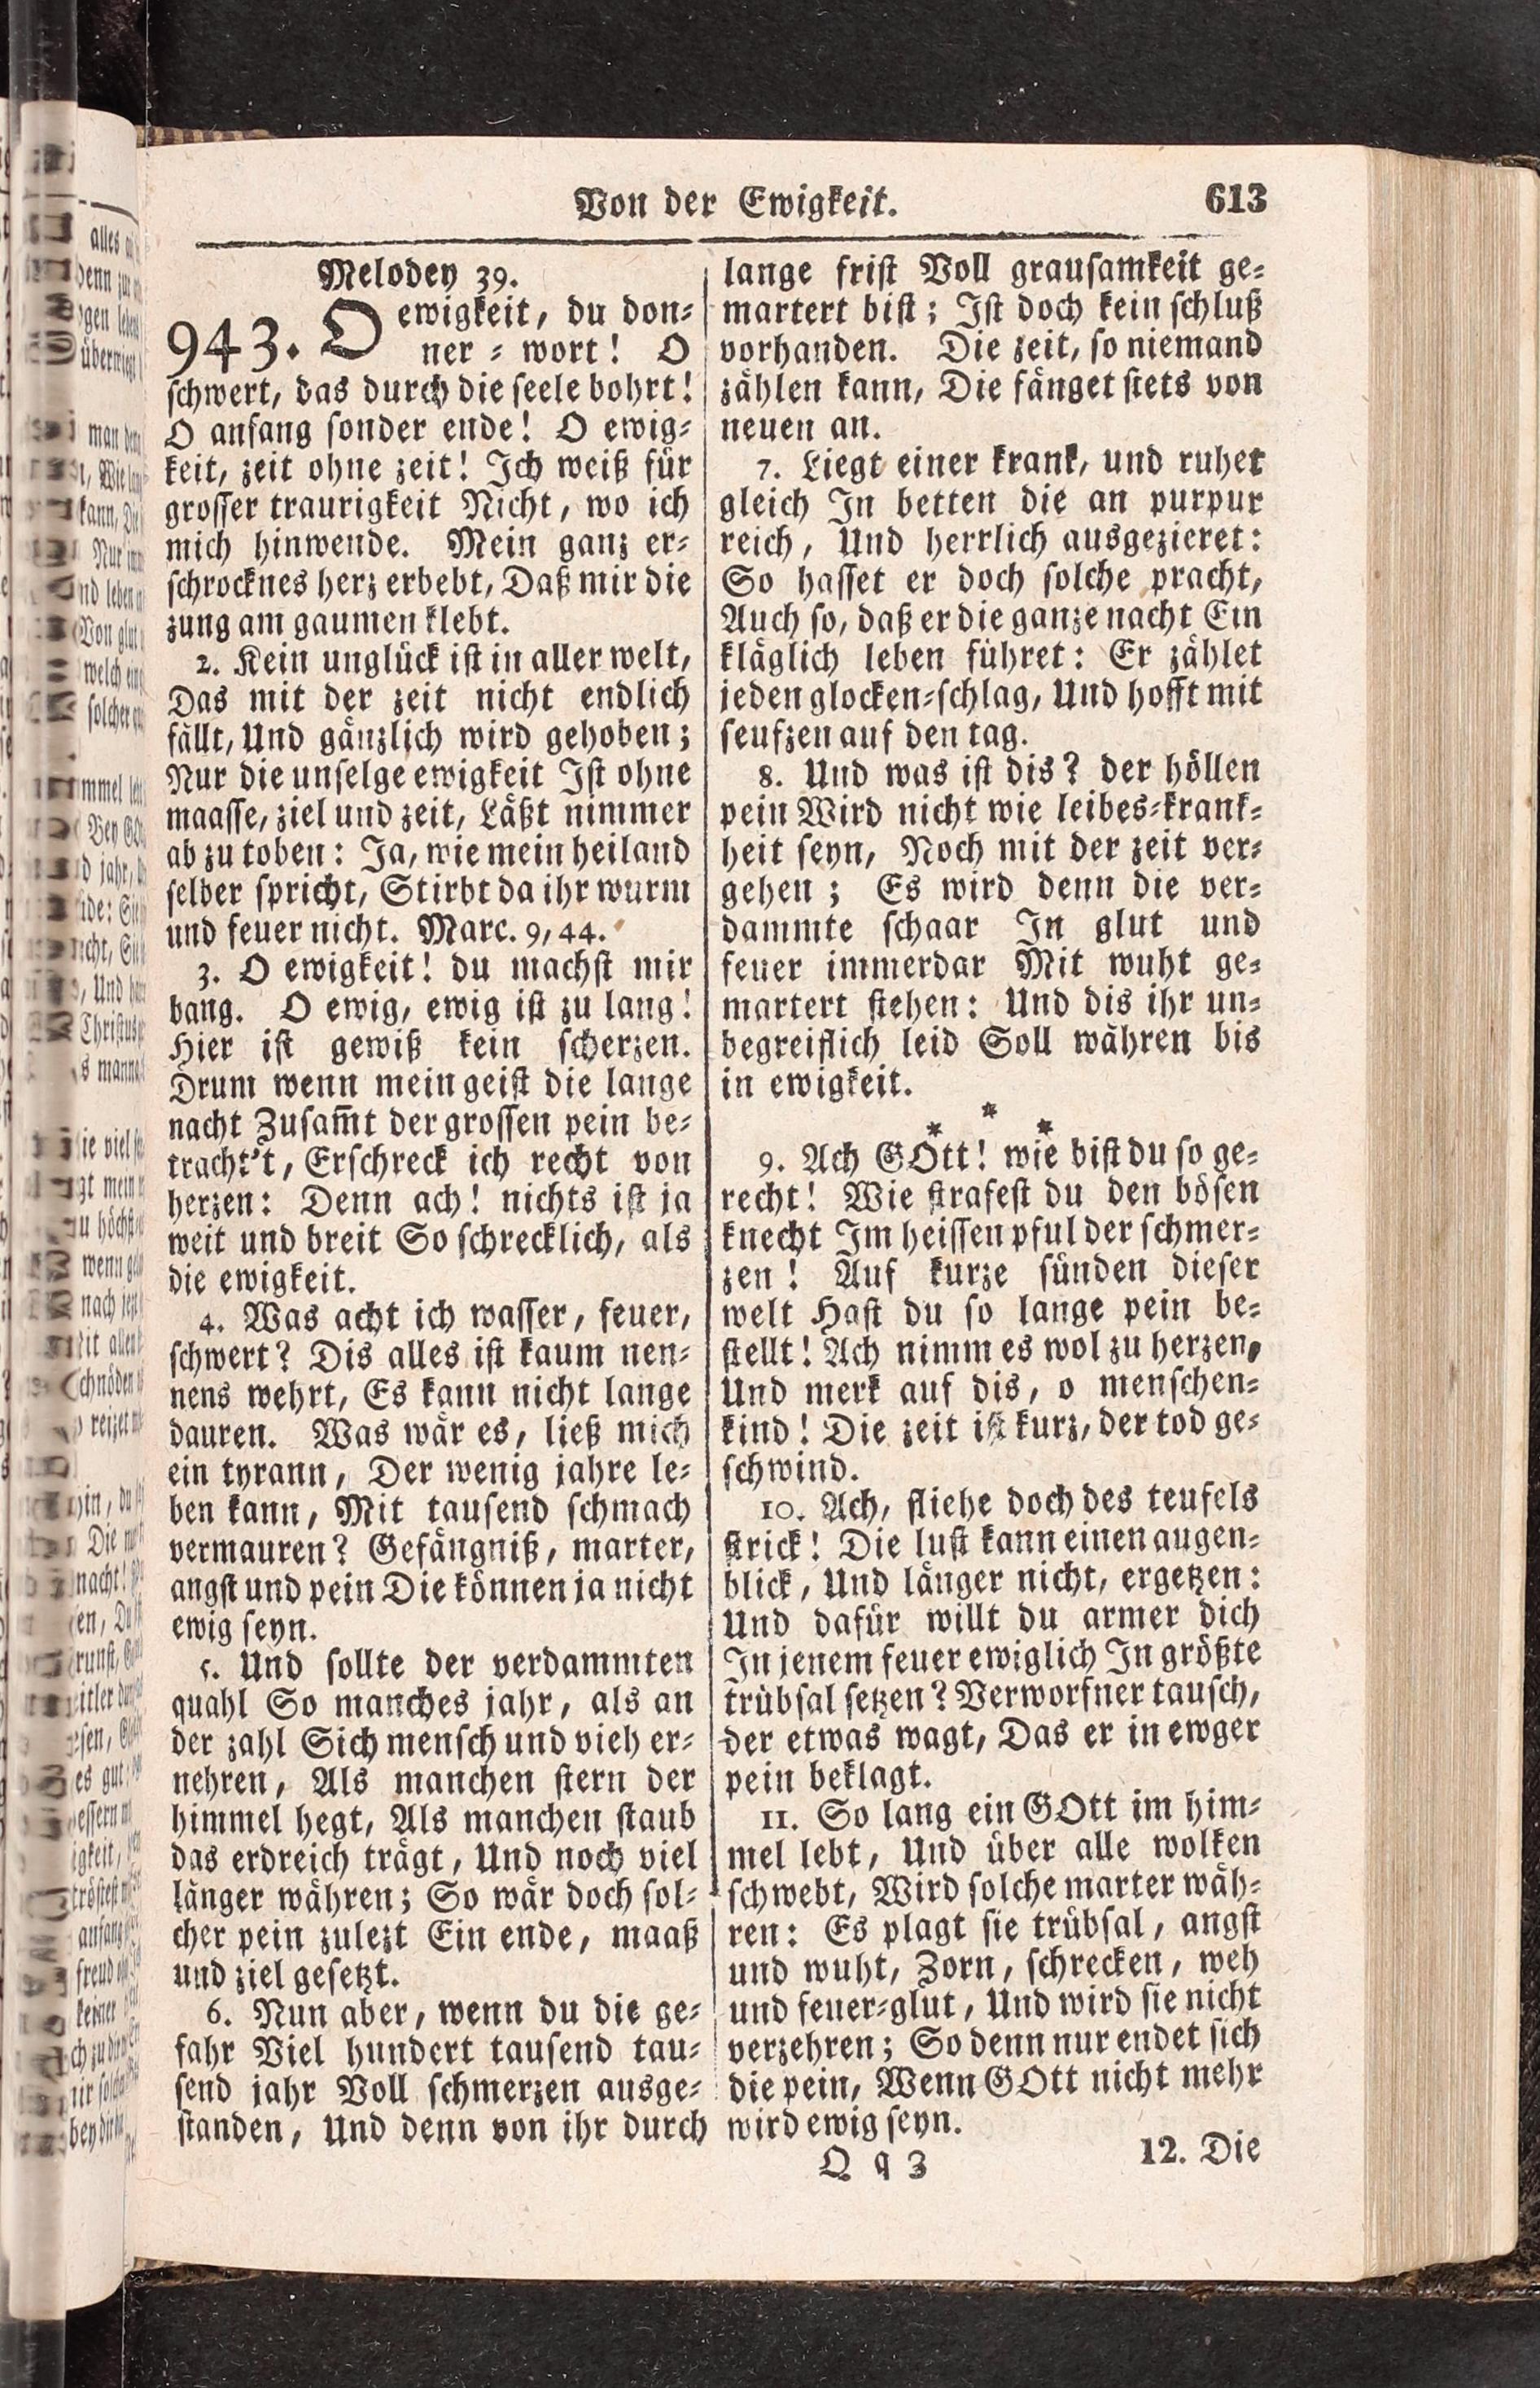 Von der Ewigkeit. 613
Melodey 39.
943. O ewigkeit, du don-
ner-wort! O
schwert, das durch die seele bohrt!
O anfang sonder ende! O ewig-
keit, zeit ohne zeit! Ich weiß für
grosser traurigkeit Nicht, wo ich
mich hinwende. Mein ganz er-
schrocknes herz erbebt, Daß mir die
zung am gaumen klebt.
2. Kein unglück ist in aller welt,
Das mit der zeit nicht endlich
fällt, Und gänzlich wird gehoben;
Nur die unselge ewigkeit Ist ohne
maasse, ziel und zeit, Läßt nimmer
ab zu toben: Ja, wie mein heiland
selber spricht, Stirbt da ihr wurm
und feuer nicht. Marc. 9, 44.
3. O ewigkeit! du machst mir
bang. O ewig, ewig ist zu lang!
Hier ist gewiß kein scherzen.
Drum wenn mein geist die lange
nacht Zusam̅t der grossen pein be-
tracht't, Erschreck ich recht von
herzen: Denn ach! nichts ist ja
weit und breit So schrecklich, als
die ewigkeit.
4. Was acht ich wasser, feuer,
schwert? Dis alles ist kaum nen-
nens wehrt, Es kann nicht lange
dauren. Was wär es, ließ mich
ein tyrann, Der wenig jahre le-
ben kann, Mit tausend schmach
vermauren? Gefängniß, marter,
angst und pein Die können ja nicht
ewig seyn.
5. Und sollte der verdammten
quahl So manches jahr, als an
der zahl Sich mensch und vieh er-
nehren, Als manchen stern der
himmel hegt, Als manchen staub
das erdreich trägt, Und noch viel
länger währen; So wär doch sol-
cher pein zulezt Ein ende, maaß
und ziel gesetzt.
6. Nun aber, wenn du die ge-
fahr Viel hundert tausend tau-
send jahr Voll schmerzen ausge-
standen, Und denn von ihr durch
lange frist Voll grausamkeit ge-
martert bist; Ist doch kein schluß
vorhanden. Die zeit, so niemand
zählen kann, Die fänget stets von
neuen an.
7. Liegt einer krank, und ruhet
gleich In betten die an purpur
reich, Und herrlich ausgezieret:
So hasset er doch solche pracht,
Auch so, daß er die ganze nacht Ein
kläglich leben führet: Er zählet
jeden glocken-schlag, Und hofft mit
seufzen auf den tag.
8. Und was ist dis? der höllen
pein Wird nicht wie leibes-krank-
heit seyn, Noch mit der zeit ver-
gehen; Es wird denn die ver-
dammte schaar In glut und
feuer immerdar Mit wuht ge-
martert stehen: Und dis ihr un-
begreiflich leid Soll währen bis
in ewigkeit.
* * *
9. Ach GOtt! wie bist du so ge-
recht! Wie strafest du den bösen
knecht Im heissen pful der schmer-
zen! Auf kurze sünden dieser
welt Hast du so lange pein be-
stellt! Ach nimm es wol zu herzen,
Und merk auf dis, o menschen-
kind! Die zeit ist kurz, der tod ge-
schwind.
10. Ach, fliehe doch des teufels
strick! Die lust kann einen augen-
blick, Und länger nicht, ergetzen:
Und dafür willt du armer dich
In jenem feuer ewiglich In größte
trübsal setzen? Verworfner tausch,
der etwas wagt, Das er in ewger
pein beklagt.
11. So lang ein GOtt im him-
mel lebt, Und über alle wolken
schwebt, Wird solche marter wäh-
ren: Es plagt sie trübsal, angst
und wuht, Zorn, schrecken, weh
und feuer-glut, Und wird sie nicht
verzehren; So denn nur endet sich
die pein, Wenn GOtt nicht mehr
wird ewig seyn.
Q q 3 12. Die